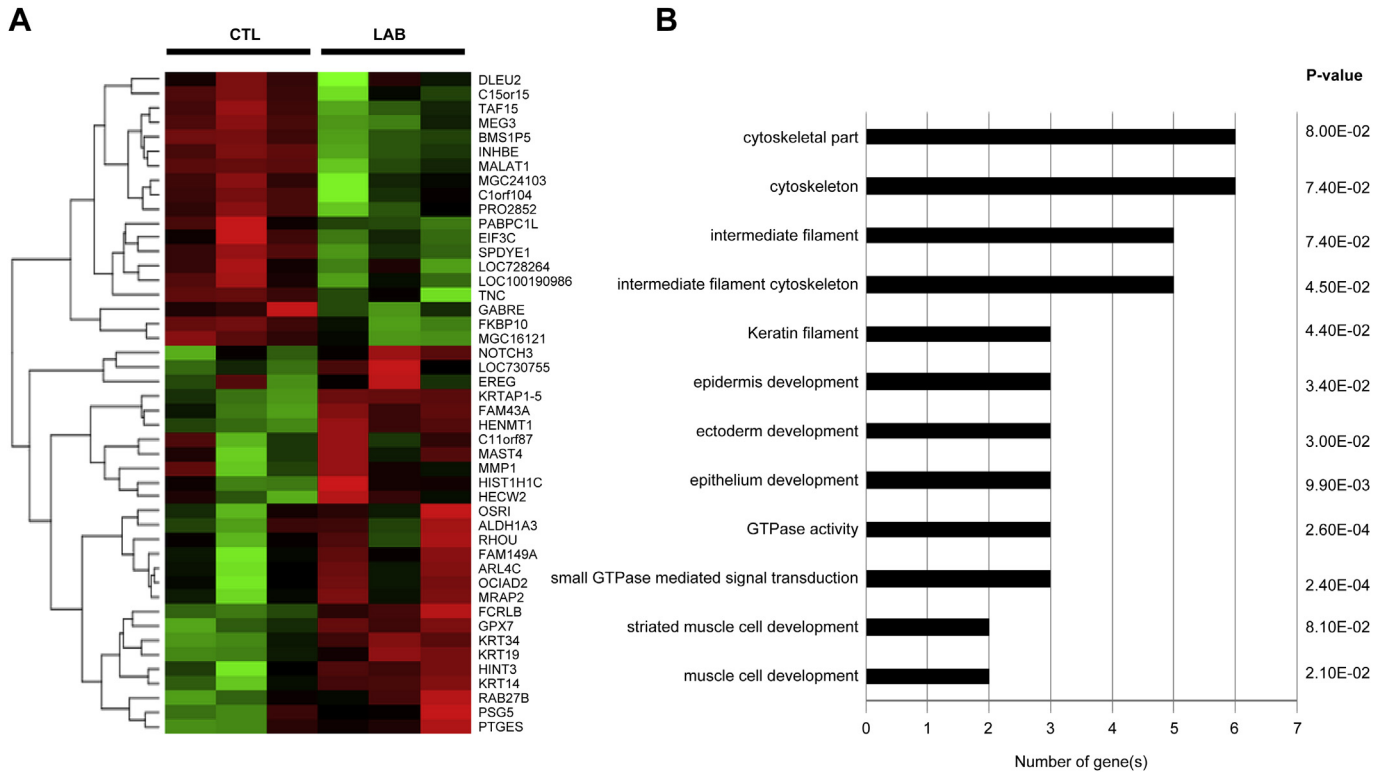 A
CTL LAB
DLEU2
C15or15
TAF15
MEG3
BMS1P5
INHBE
MALAT1
MGC24103
C1orf104
PRO2852
PABPC1L
EIF3C
SPDYE1
LOC728264
LOC100190986
TNC
GABRE
FKBP10
MGC16121
NOTCH3
LOC730755
EREG
KRTAP1-5
FAM43A
HENMT1
C11orf87
MAST4
MMP1
HIST1H1C
HECW2
OSRI
ALDH1A3
RHOU
FAM149A
ARL4C
OCIAD2
MRAP2
FCRLB
GPX7
KRT34
KRT19
HINT3
KRT14
RAB27B
PSG5
PTGES
B
P-value
cytoskeletal part 8.00E-02
cytoskeleton 7.40E-02
intermediate filament 7.40E-02
intermediate filament cytoskeleton 4.50E-02
Keratin filament 4.40E-02
epidermis development 3.40E-02
ectoderm development 3.00E-02
epithelium development 9.90E-03
GTPase activity 2.60E-04
small GTPase mediated signal transduction 2.40E-04
striated muscle cell development 8.10E-02
muscle cell development 2.10E-02
0 1 2 3 4 5 6 7
Number of gene(s)